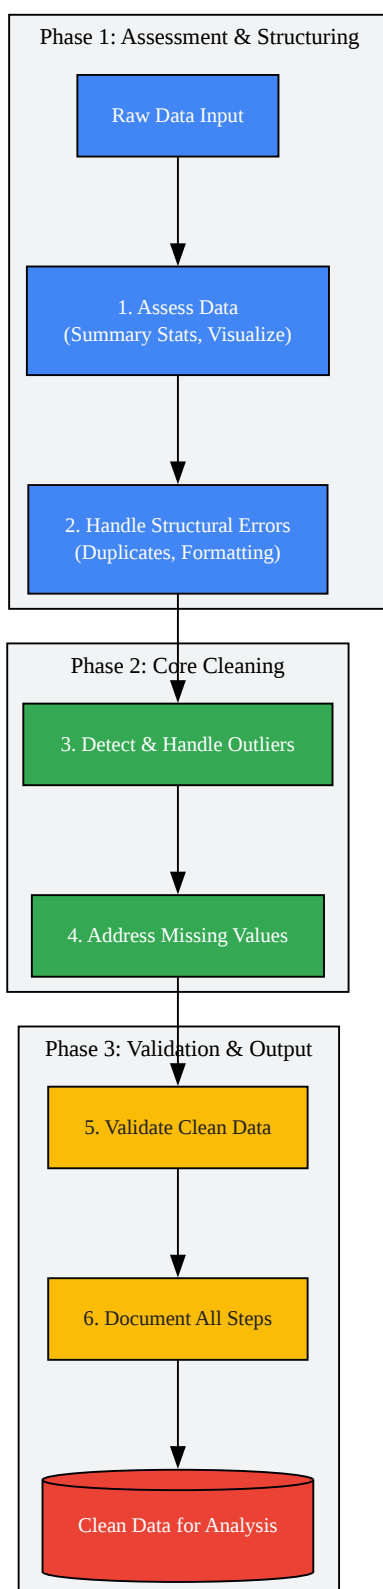 Phase 1: Assessment & Structuring
Raw Data Input
1. Assess Data
(Summary Stats, Visualize)
2. Handle Structural Errors
(Duplicates, Formatting)
Phase 2: Core Cleaning
3. Detect & Handle Outliers
4. Address Missing Values
Phase 3: Validation & Output
5. Validate Clean Data
6. Document All Steps
Clean Data for Analysis